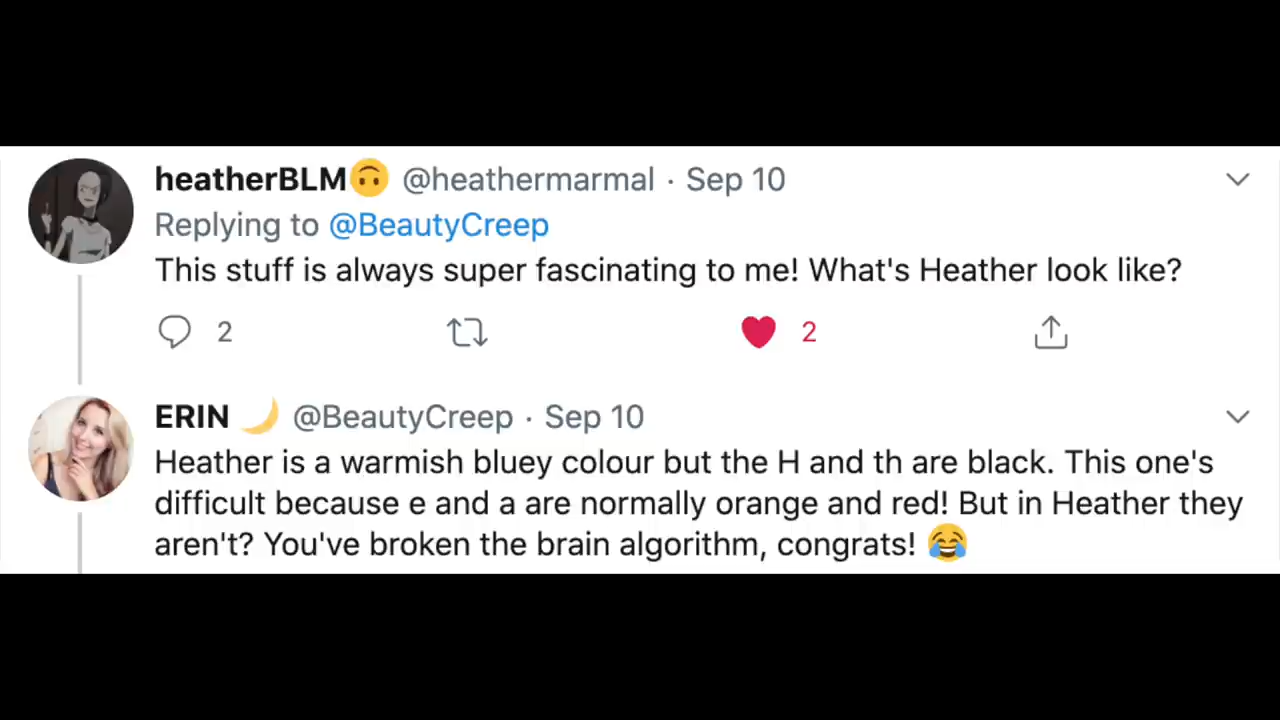 heatherBLM🙃 @heathermarmal · Sep 10
Replying to @BeautyCreep
This stuff is always super fascinating to me! What's Heather look like?
2 2
ERIN 🌙 @BeautyCreep · Sep 10
Heather is a warmish bluey colour but the H and th are black. This one's
difficult because e and a are normally orange and red! But in Heather they
aren't? You've broken the brain algorithm, congrats! 😂